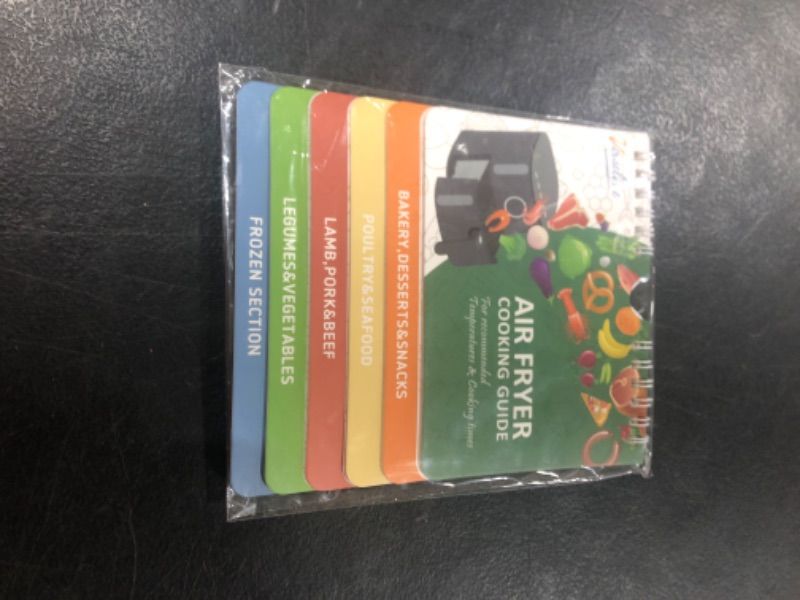 AIR FRYER
COOKING GUIDE
For recommended
Temperatures & Cooking times
BAKERY,DESSERTS&SNACKS
POULTRY&SEAFOOD
LAMB,PORK&BEEF
LEGUMES&VEGETABLES
FROZEN SECTION